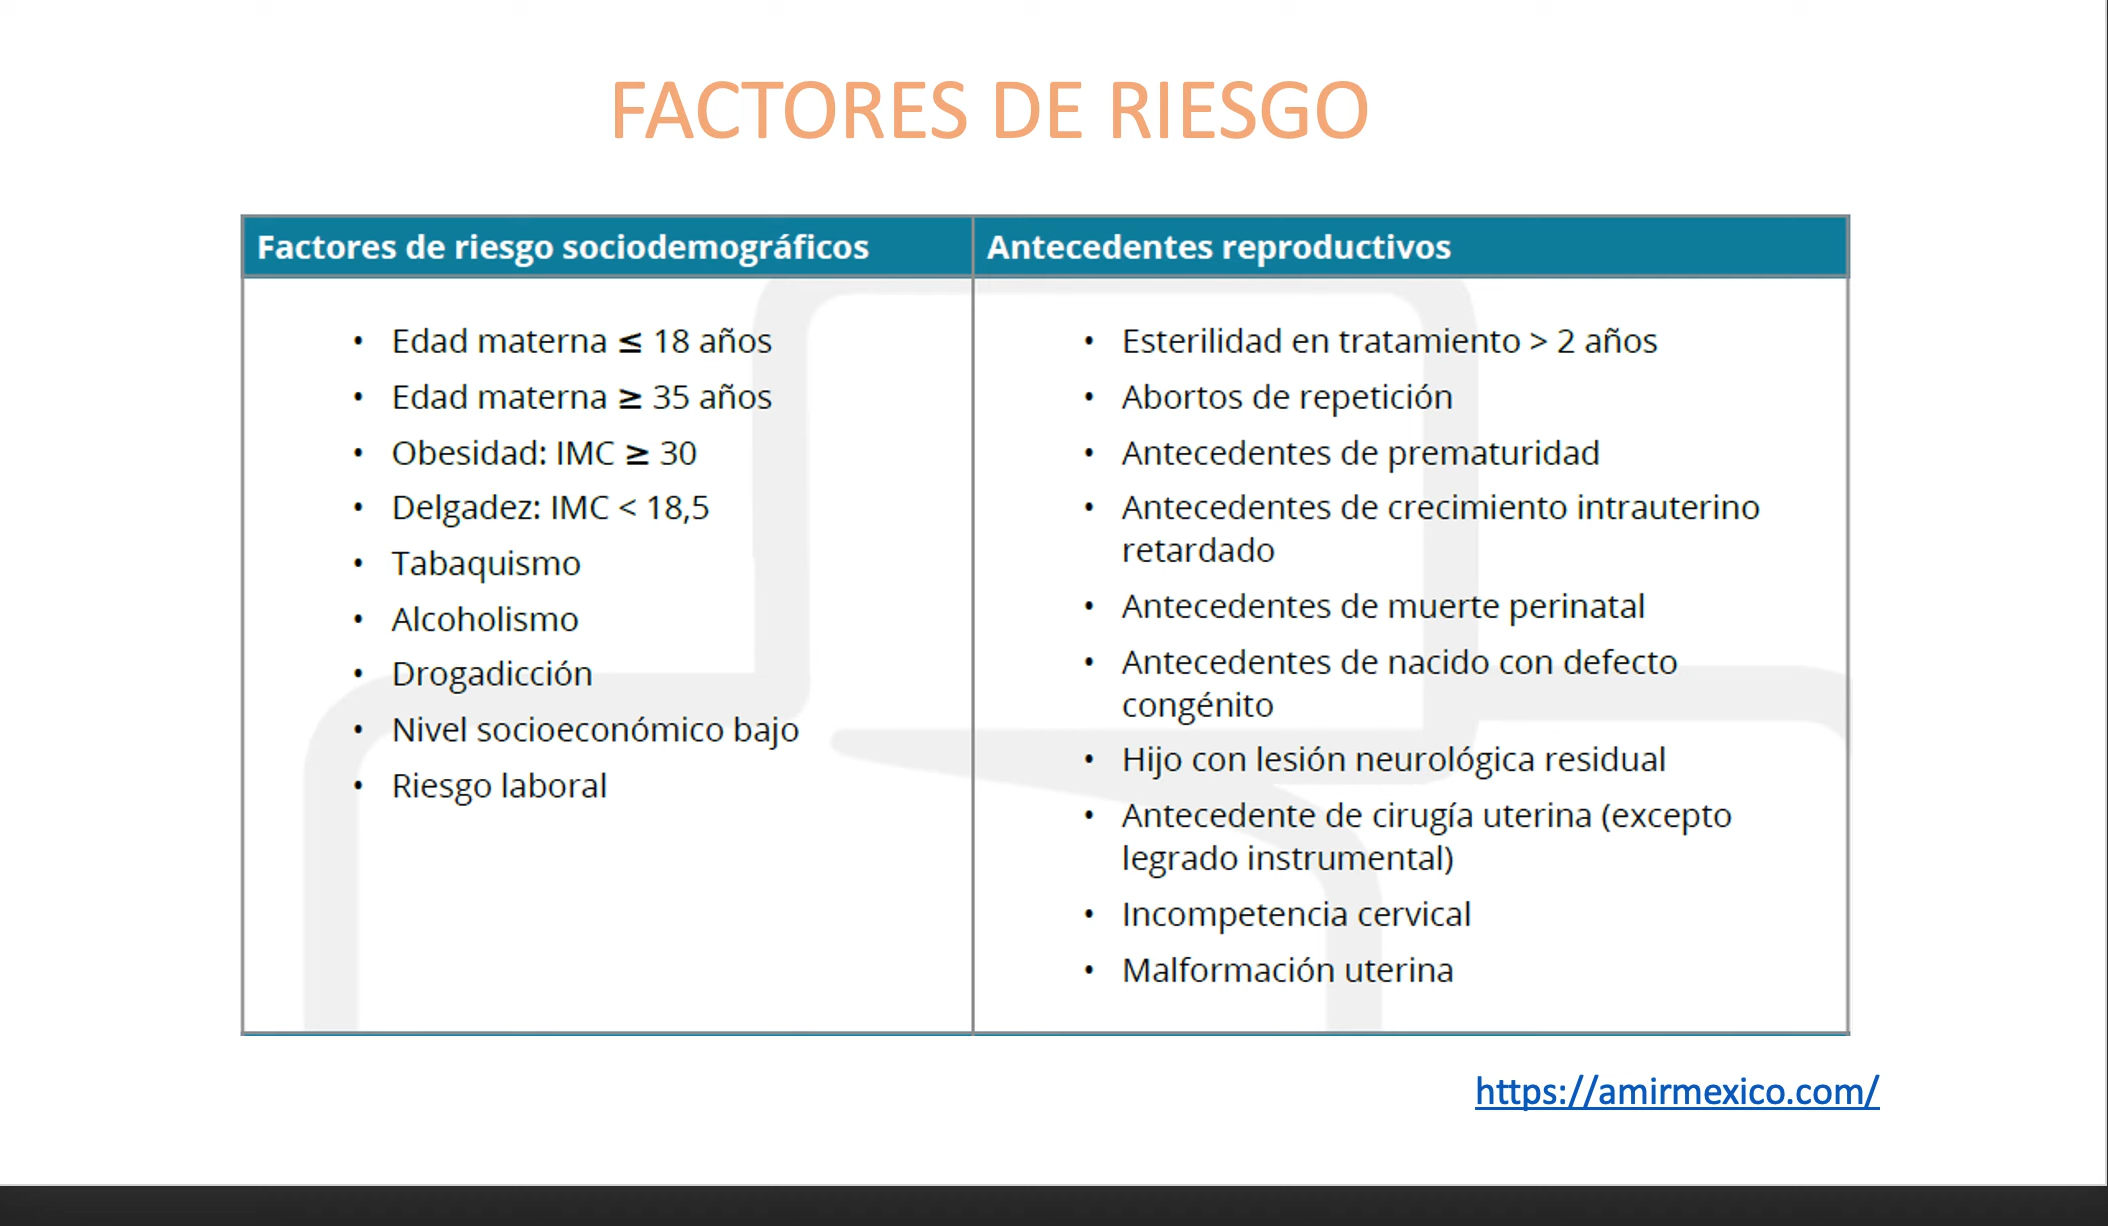 FACTORES DE RIESGO
Factores de riesgo sociodemográficos
• Edad materna ≤ 18 años
• Edad materna ≥ 35 años
• Obesidad: IMC ≥ 30
• Delgadez: IMC < 18,5
• Tabaquismo
• Alcoholismo
• Drogadicción
• Nivel socioeconómico bajo
• Riesgo laboral
Antecedentes reproductivos
• Esterilidad en tratamiento > 2 años
• Abortos de repetición
• Antecedentes de prematuridad
• Antecedentes de crecimiento intrauterino
retardado
• Antecedentes de muerte perinatal
• Antecedentes de nacido con defecto
congénito
• Hijo con lesión neurológica residual
• Antecedente de cirugía uterina (excepto
legrado instrumental)
• Incompetencia cervical
• Malformación uterina
https://amirmexico.com/